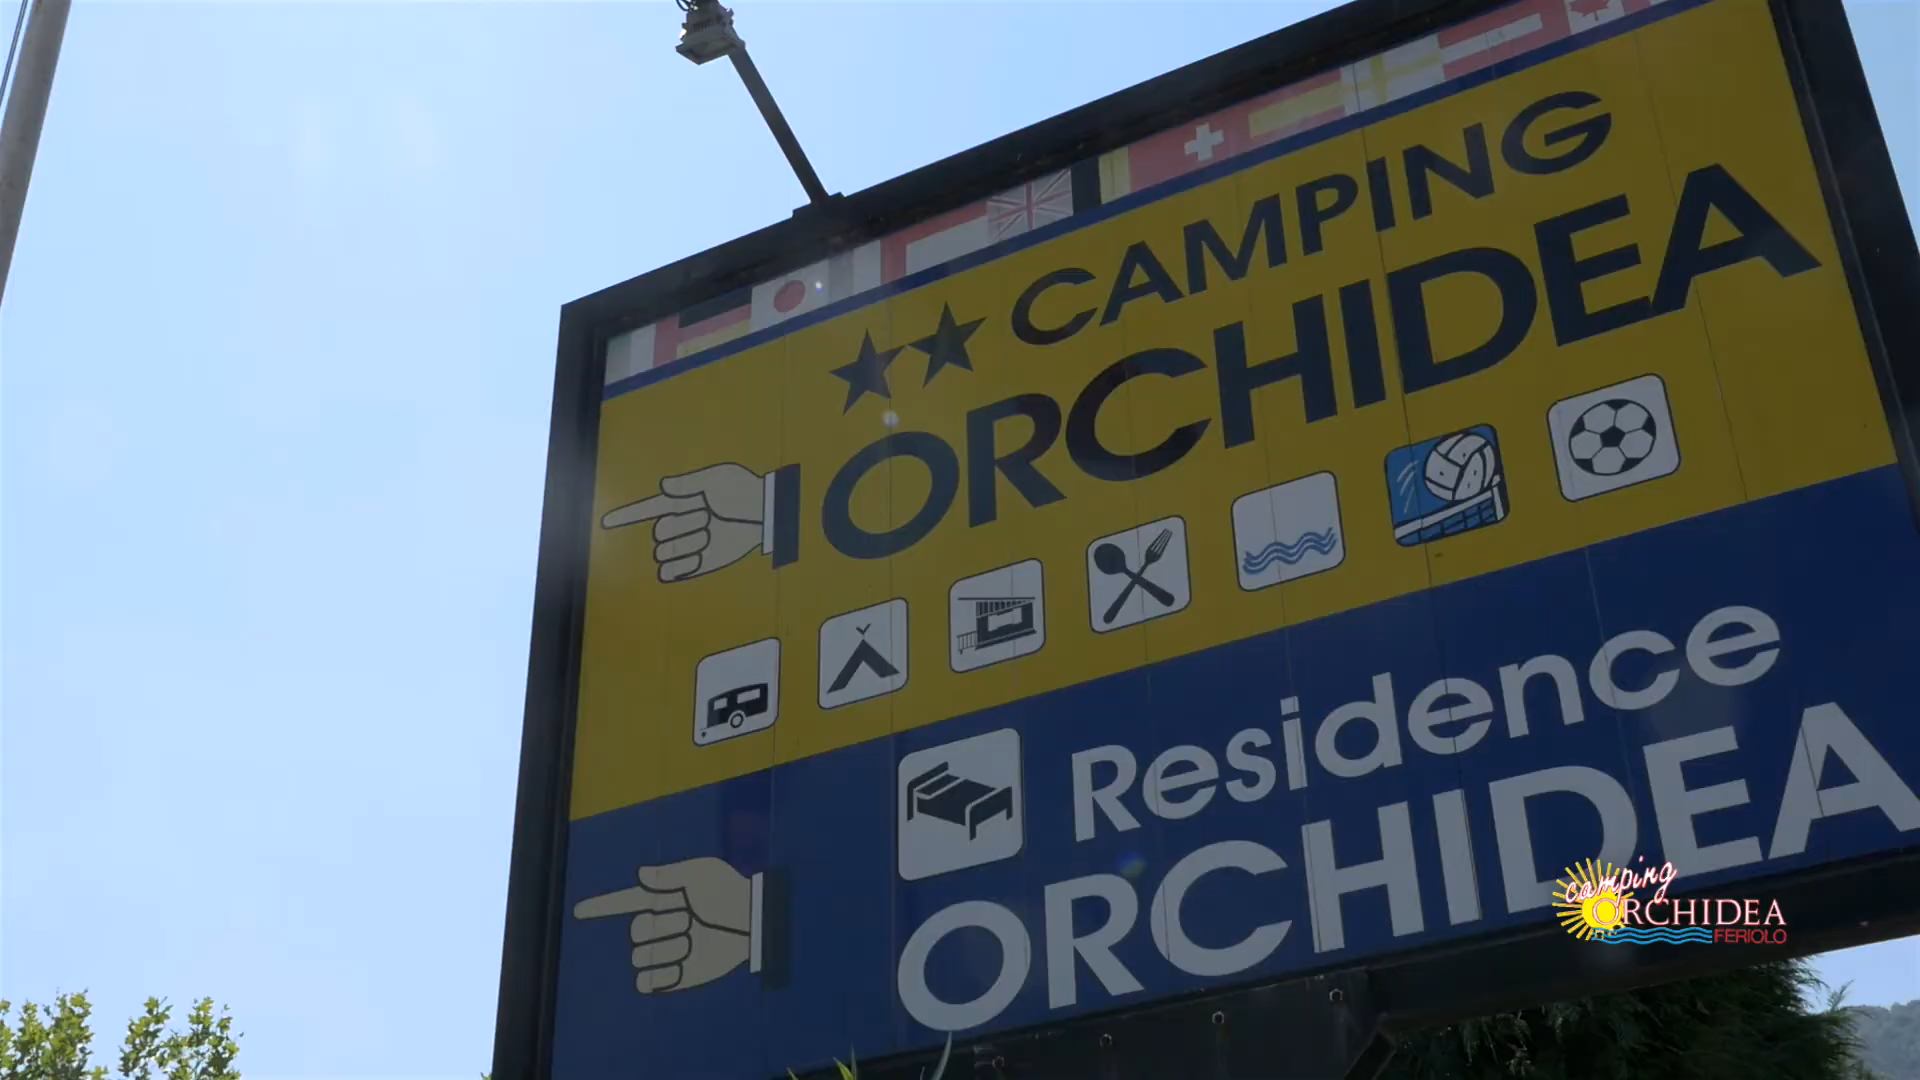 CAMPING
ORCHIDEA
Residence
ORCHIDEA
camping
ORCHIDEA
FERIOLO